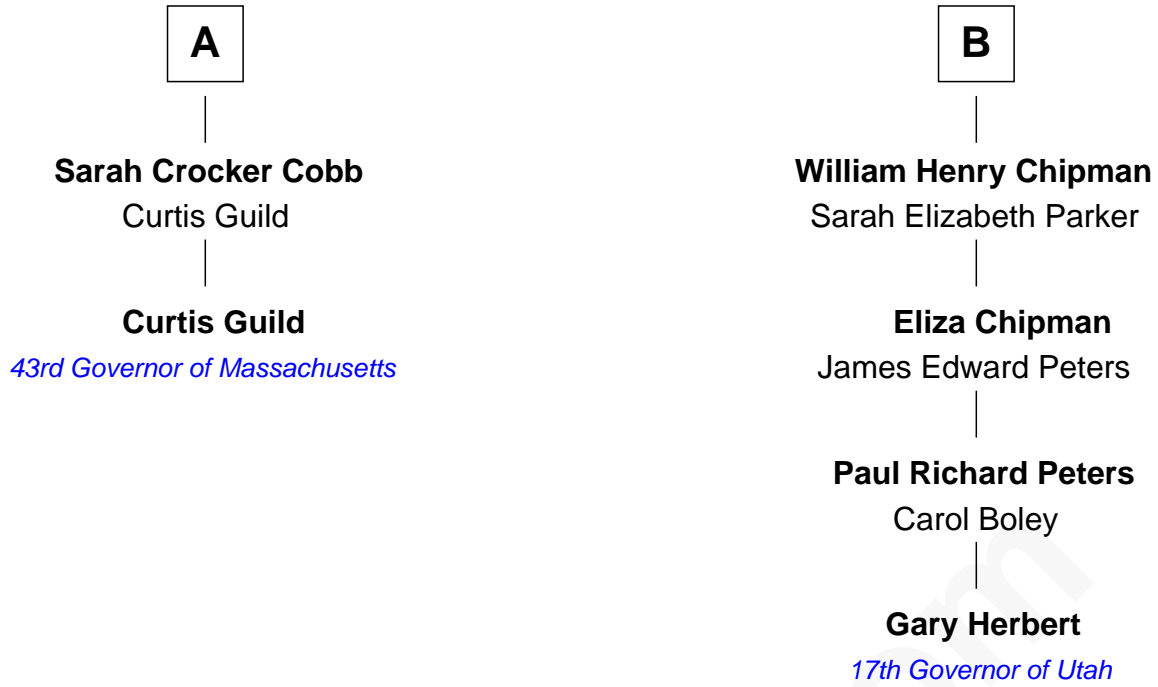 A
Sarah Crocker Cobb
Curtis Guild
Curtis Guild
43rd Governor of Massachusetts
B
William Henry Chipman
Sarah Elizabeth Parker
Eliza Chipman
James Edward Peters
Paul Richard Peters
Carol Boley
Gary Herbert
17th Governor of Utah